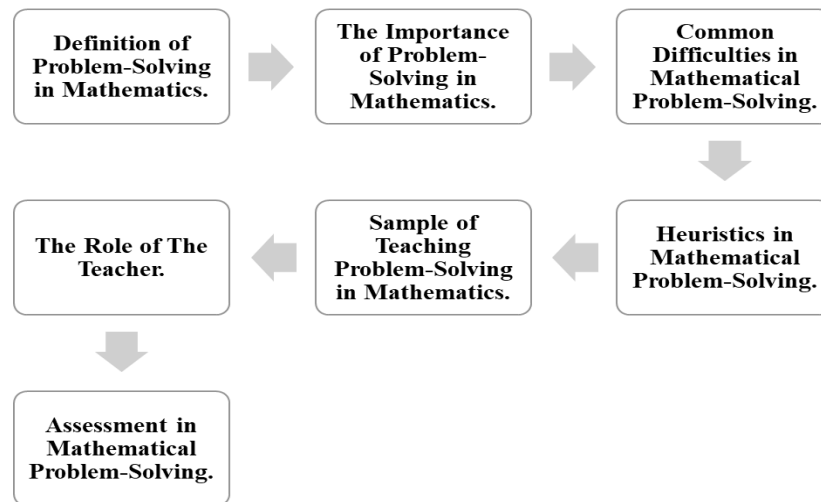 Definition of
Problem-Solving
in Mathematics.
The Importance
of Problem-
Solving in
Mathematics.
Common
Difficulties in
Mathematical
Problem-Solving.
Heuristics in
Mathematical
Problem-Solving.
Sample of
Teaching
Problem-Solving
in Mathematics.
The Role of The
Teacher.
Assessment in
Mathematical
Problem-Solving.